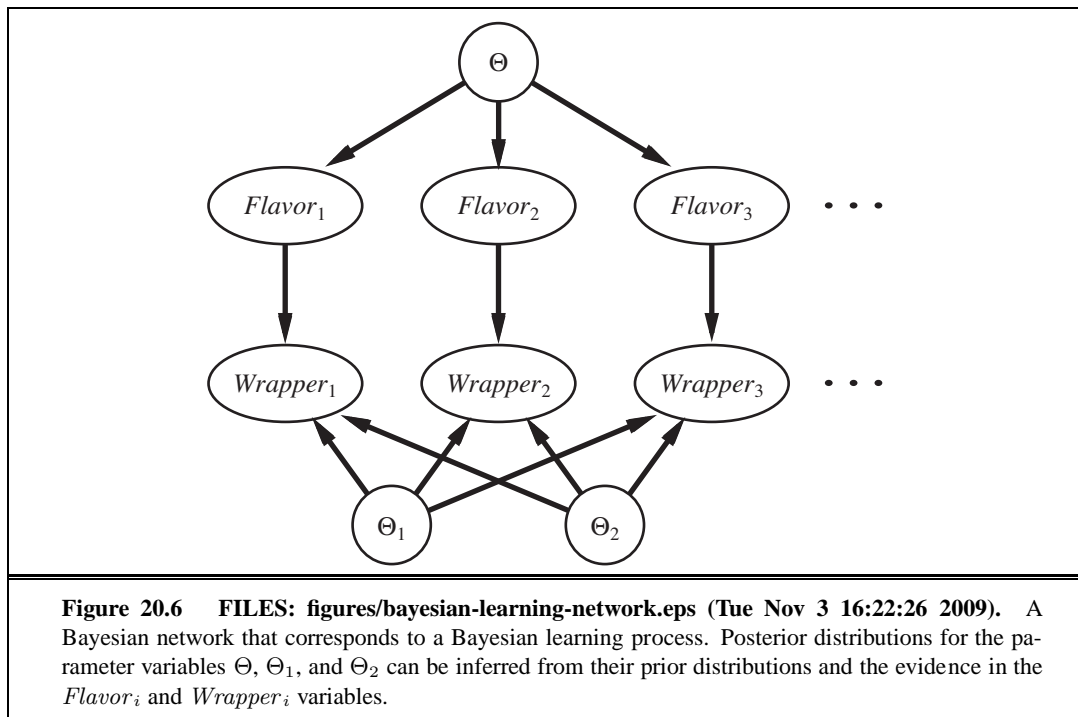 Θ
Flavor₁ Flavor₂ Flavor₃ . . .
Wrapper₁ Wrapper₂ Wrapper₃ . . .
Θ₁ Θ₂
Figure 20.6 FILES: figures/bayesian-learning-network.eps (Tue Nov 3 16:22:26 2009). A
Bayesian network that corresponds to a Bayesian learning process. Posterior distributions for the pa-
rameter variables Θ, Θ₁, and Θ₂ can be inferred from their prior distributions and the evidence in the
Flavorᵢ and Wrapperᵢ variables.